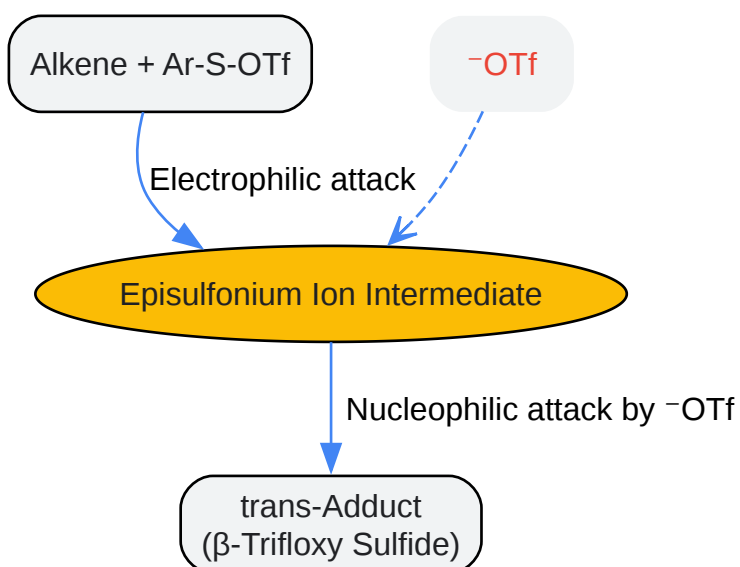 Alkene + Ar-S-OTf
⁻OTf
Electrophilic attack
Episulfonium Ion Intermediate
Nucleophilic attack by ⁻OTf
trans-Adduct
(β-Trifloxy Sulfide)